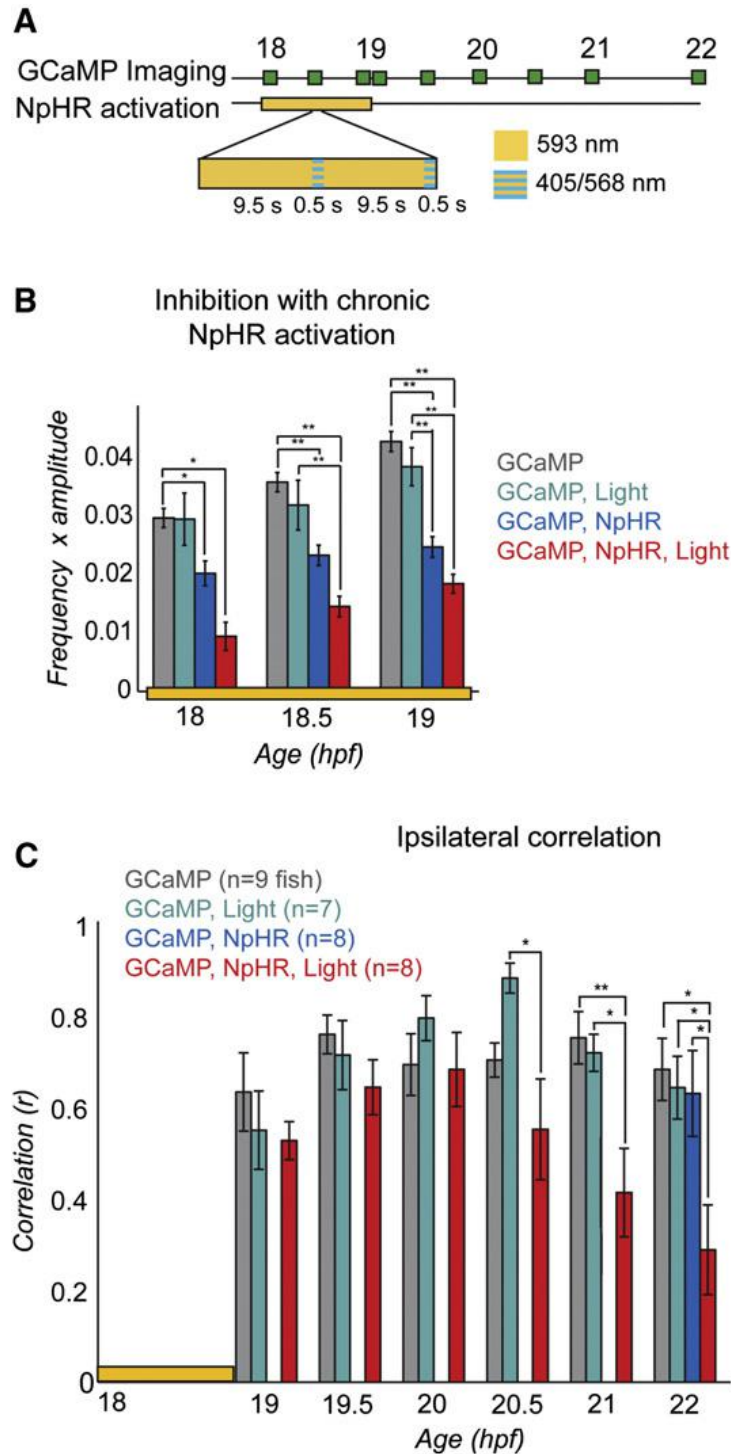 A
18 19 20 21 22
GCaMP Imaging
NpHR activation
593 nm
405/568 nm
9.5 s 0.5 s 9.5 s 0.5 s
B
Inhibition with chronic
NpHR activation
Frequency x amplitude
0.04
0.03
0.02
0.01
0
** ** ** **
** ** **
* *
GCaMP
GCaMP, Light
GCaMP, NpHR
GCaMP, NpHR, Light
18 18.5 19
Age (hpf)
C
Ipsilateral correlation
GCaMP (n=9 fish)
GCaMP, Light (n=7)
GCaMP, NpHR (n=8)
GCaMP, NpHR, Light (n=8)
Correlation (r)
1
0.8
0.6
0.4
0.2
0
*
** *
* * *
18 19 19.5 20 20.5 21 22
Age (hpf)